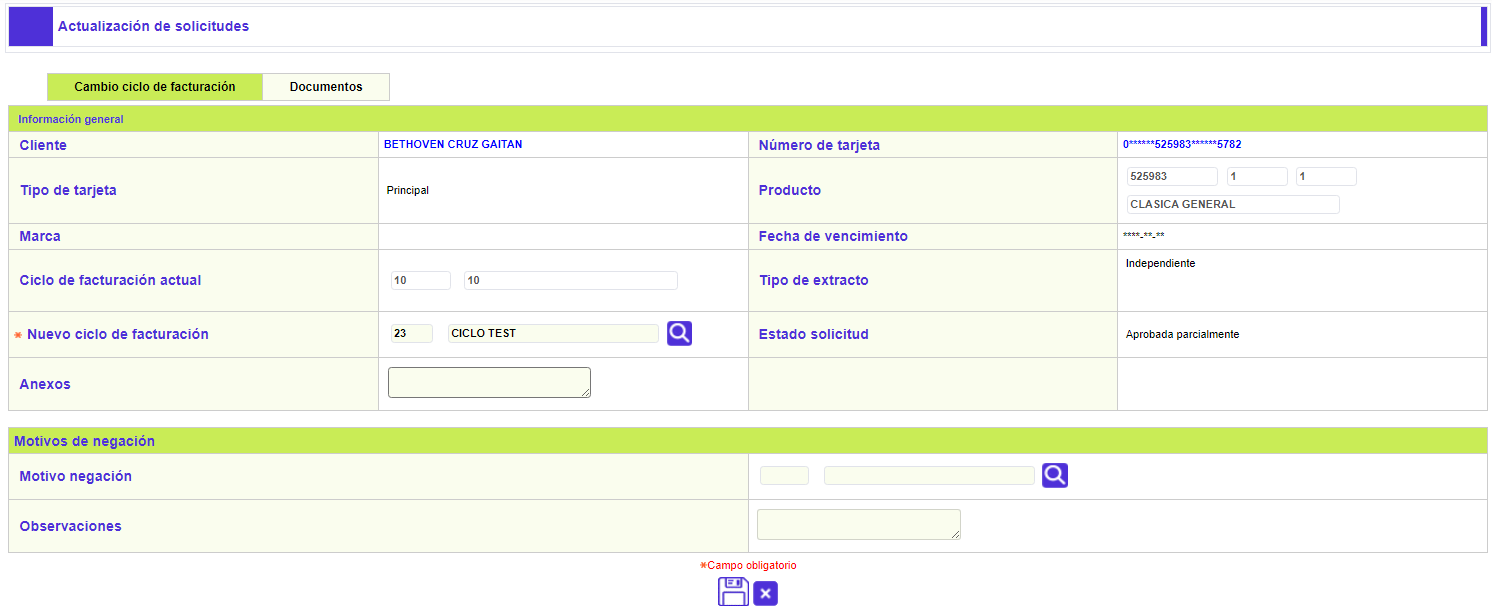 Actualización de solicitudes
Cambio ciclo de facturación Documentos
Información general
Cliente BETHOVEN CRUZ GAITAN Número de tarjeta 0******525983******5782
Tipo de tarjeta Principal Producto 525983 1 1
CLASICA GENERAL
Marca Fecha de vencimiento ****-**-**
Ciclo de facturación actual 10 10 Tipo de extracto Independiente
* Nuevo ciclo de facturación 23 CICLO TEST Estado solicitud Aprobada parcialmente
Anexos
Motivos de negación
Motivo negación
Observaciones
*Campo obligatorio